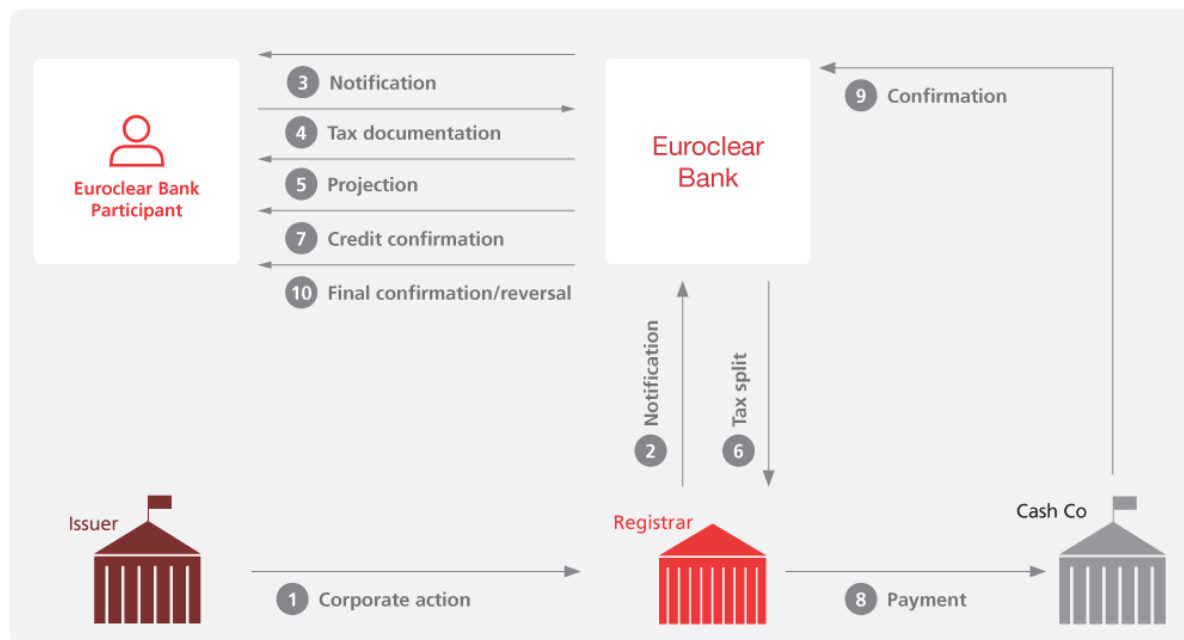 3 Notification
9 Confirmation
4 Tax documentation
Euroclear
Bank
5 Projection
Euroclear Bank
Participant
7 Credit confirmation
10 Final confirmation/reversal
2 Notification
6 Tax split
Issuer
Registrar
Cash Co
1 Corporate action
8 Payment